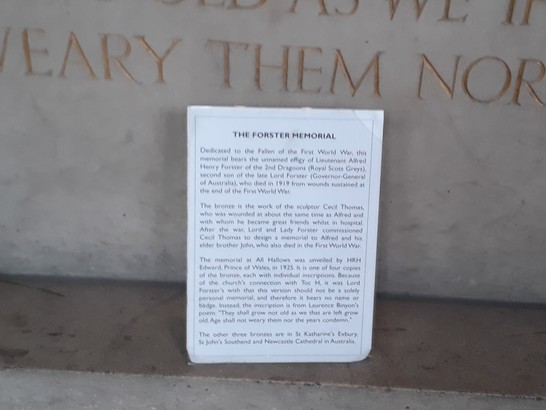 OLD AS WE
WEARY THEM NOR
THE FORSTER MEMORIAL
Dedicated to the Fallen of the First World War, this
memorial bears the unnamed effigy of Lieutenant Alfred
Henry Forster of the 2nd Dragoons (Royal Scots Greys),
second son of the late Lord Forster (Governor-General
of Australia), who died in 1919 from wounds sustained at
the end of the First World War.
The bronze is the work of the sculptor Cecil Thomas,
who was wounded at about the same time as Alfred and
with whom he became great friends whilst in hospital.
After the war, Lord and Lady Forster commissioned
Cecil Thomas to design a memorial to Alfred and his
elder brother John, who also died in the First World War.
The memorial at All Hallows was unveiled by HRH
Edward, Prince of Wales, in 1925. It is one of four copies
of the bronze, each with individual inscriptions. Because
of the church's connection with Toc H, it was Lord
Forster's wish that this version should not be a solely
personal memorial, and therefore it bears no name or
badge. Instead, the inscription is from Laurence Binyon's
poem: "They shall grow not old as we that are left grow
old. Age shall not weary them nor the years condemn."
The other three bronzes are in St Katharine's Exbury,
St John's Southend and Newcastle Cathedral in Australia.